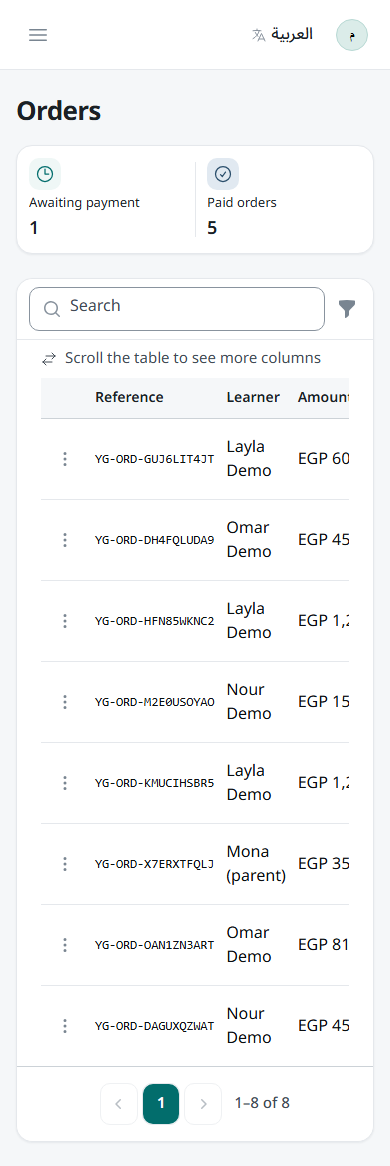 العربية
م
Orders
Awaiting payment
1
Paid orders
5
Search
Scroll the table to see more columns
Reference Learner Amount
YG-ORD-GUJ6LIT4JT Layla Demo EGP 60
YG-ORD-DH4FQLUDA9 Omar Demo EGP 45
YG-ORD-HFN85WKNC2 Layla Demo EGP 1,2
YG-ORD-M2E0USOYAO Nour Demo EGP 15
YG-ORD-KMUCIHSBR5 Layla Demo EGP 1,2
YG-ORD-X7ERXTFQLJ Mona (parent) EGP 35
YG-ORD-OAN1ZN3ART Omar Demo EGP 81
YG-ORD-DAGUXQZWAT Nour Demo EGP 45
1
1–8 of 8